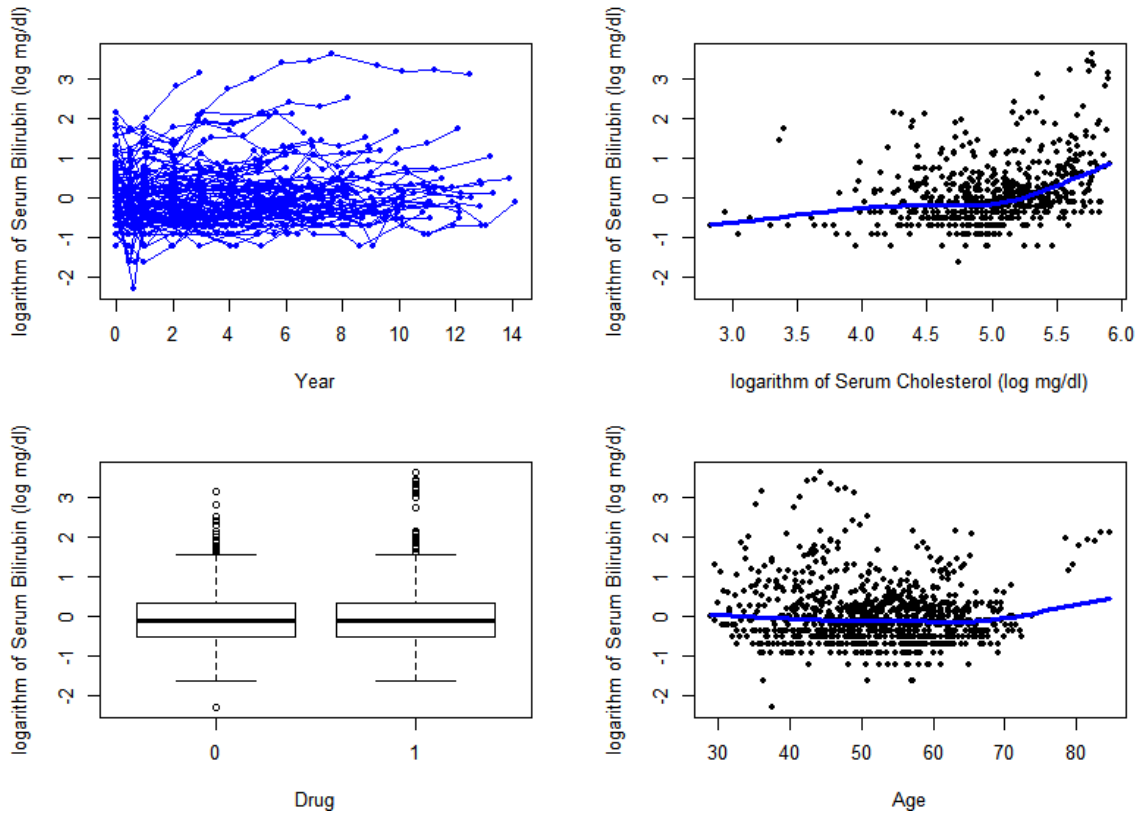 logarithm of Serum Bilirubin (log mg/dl)
3
2
1
0
-1
-2
0 2 4 6 8 10 12 14
Year
logarithm of Serum Bilirubin (log mg/dl)
3
2
1
0
-1
-2
3.0 3.5 4.0 4.5 5.0 5.5 6.0
logarithm of Serum Cholesterol (log mg/dl)
logarithm of Serum Bilirubin (log mg/dl)
3
2
1
0
-1
-2
0 1
Drug
logarithm of Serum Bilirubin (log mg/dl)
3
2
1
0
-1
-2
30 40 50 60 70 80
Age